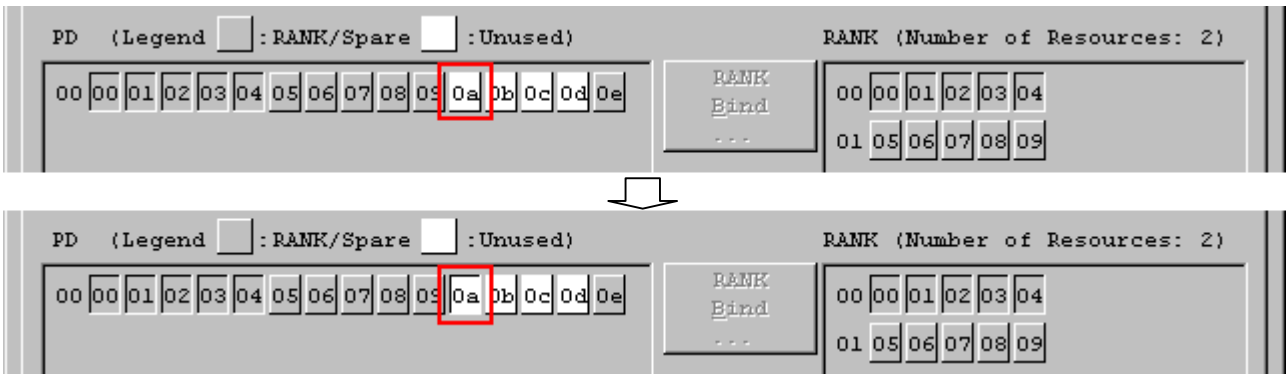 PD (Legend :RANK/Spare :Unused) RANK (Number of Resources: 2)
00 00 01 02 03 04 05 06 07 08 09 0a 0b 0c 0d 0e RANK 00 00 01 02 03 04
Bind
... 01 05 06 07 08 09
PD (Legend :RANK/Spare :Unused) RANK (Number of Resources: 2)
00 00 01 02 03 04 05 06 07 08 09 0a 0b 0c 0d 0e RANK 00 00 01 02 03 04
Bind
... 01 05 06 07 08 09